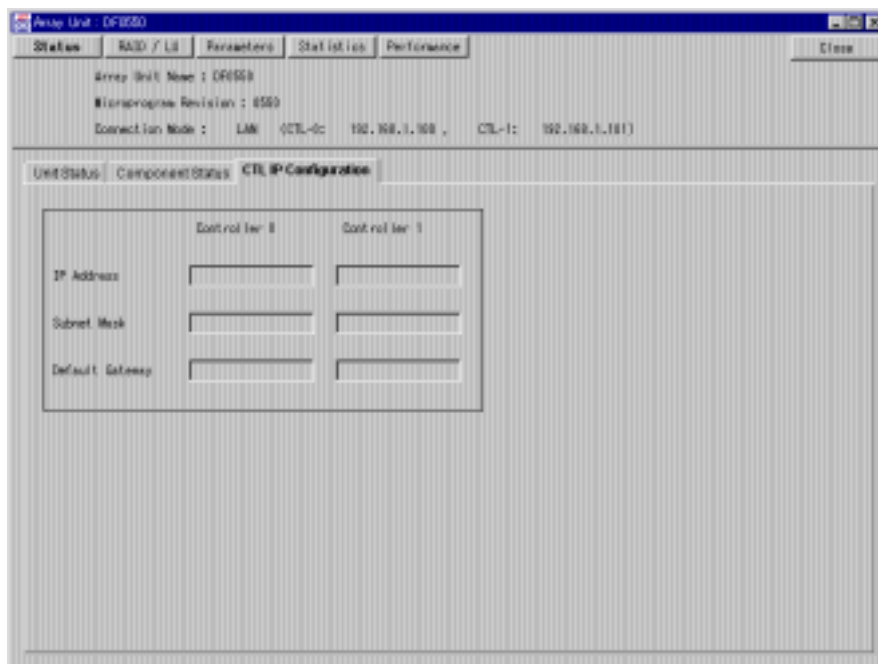 Array Unit : DF0550
Status RAID / LU Parameters Statistics Performance Close
Array Unit Name : DF0550
Microprogram Revision : 0550
Connection Mode : LAN (CTL-0: 192.168.1.100 , CTL-1: 192.168.1.101)
Unit Status Component Status CTL IP Configuration
Controller 0 Controller 1
IP Address
Subnet Mask
Default Gateway